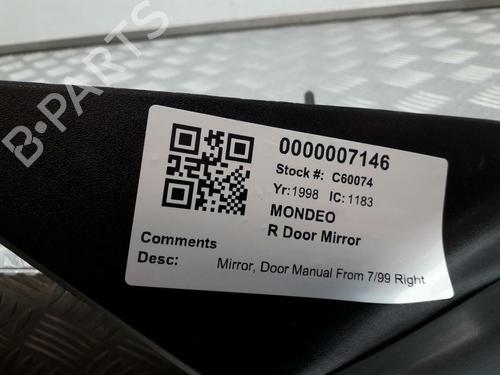 B-PARTS
0000007146
Stock #: C60074
Yr: 1998 IC: 1183
MONDEO
R Door Mirror
Comments
Desc: Mirror, Door Manual From 7/99 Right